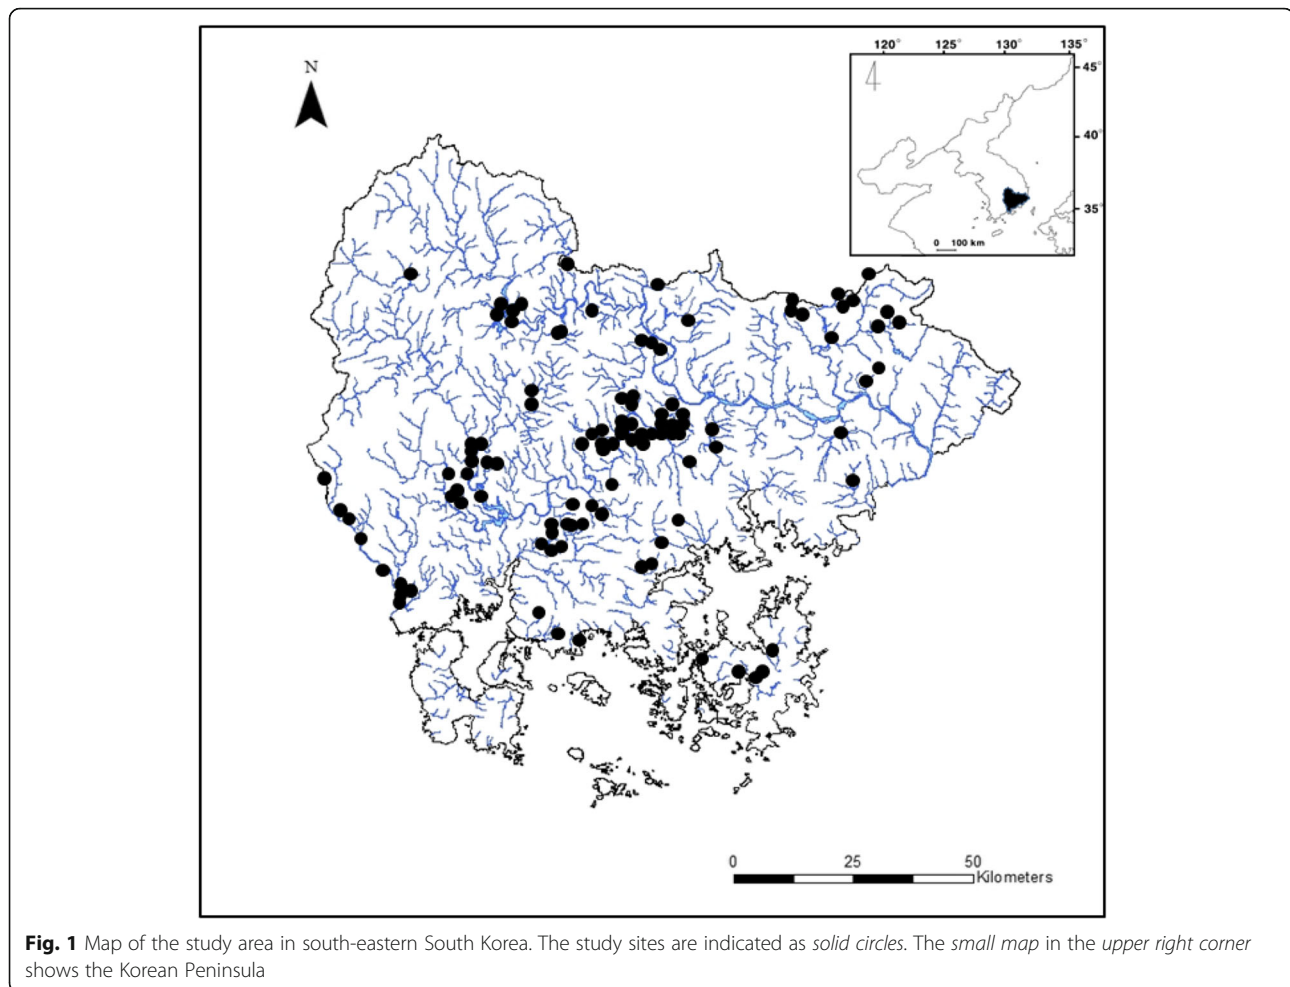 N
120° 125° 130° 135°
4
45°
40°
35°
0 100 km
0 25 50
Kilometers
Fig. 1 Map of the study area in south-eastern South Korea. The study sites are indicated as solid circles. The small map in the upper right corner
shows the Korean Peninsula